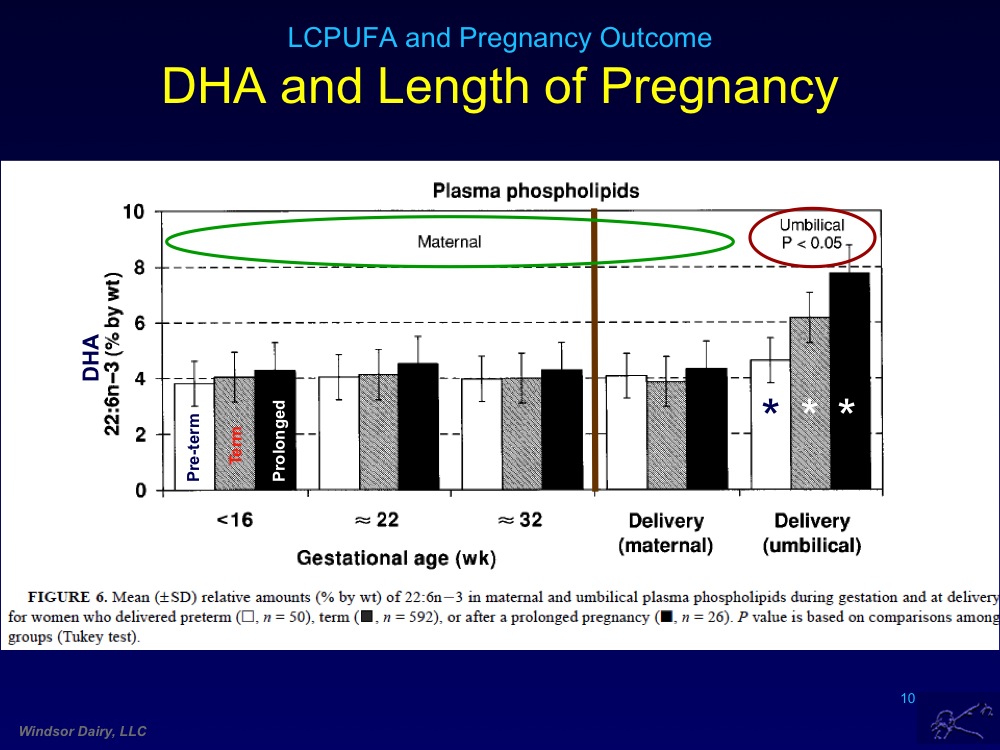 LCPUFA and Pregnancy Outcome
DHA and Length of Pregnancy
Plasma phospholipids
10
8
6
4
2
0
DHA
22:6n−3 (% by wt)
Maternal
Umbilical
P < 0.05
Pre-term
Term
Prolonged
* * *
<16
≈ 22
≈ 32
Delivery
(maternal)
Delivery
(umbilical)
Gestational age (wk)
FIGURE 6. Mean (±SD) relative amounts (% by wt) of 22:6n−3 in maternal and umbilical plasma phospholipids during gestation and at delivery
for women who delivered preterm (□, n = 50), term (■, n = 592), or after a prolonged pregnancy (■, n = 26). P value is based on comparisons among
groups (Tukey test).
10
Windsor Dairy, LLC